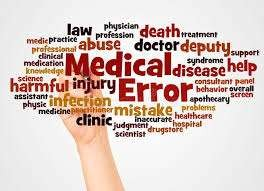 physician
law profession death treatment
medic practice
professional abuse doctor deputy support
clinical
medication Medical syndrome
knowledge disease help
science
harmful injury Error consultant panel
behavior overall
assistant infection apothecary screen
physic medicine practitioner mistake problems
clinic inaccurate healthcare
judgment hospital
scientist drugstore